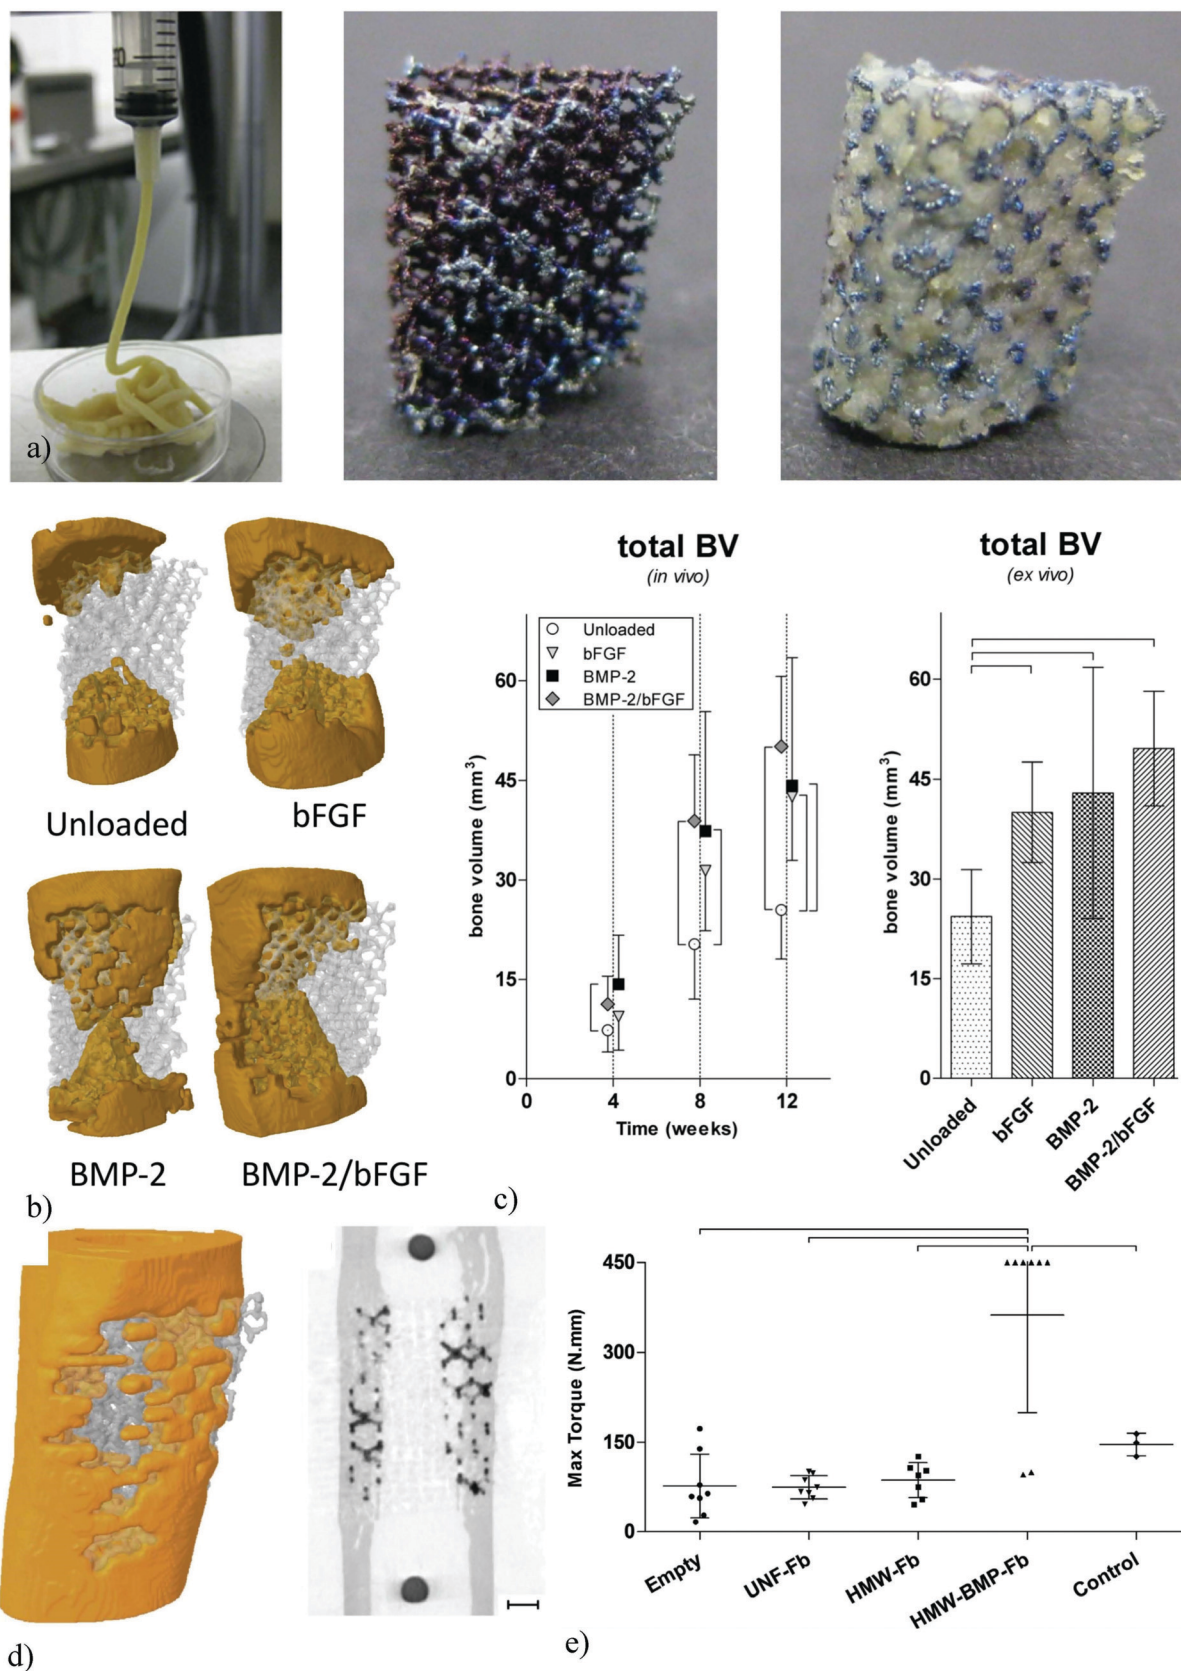 a)
total BV
(in vivo)
bone volume (mm³)
60
45
30
15
0
Unloaded
bFGF
BMP-2
BMP-2/bFGF
0
4
8
12
Time (weeks)
total BV
(ex vivo)
bone volume (mm³)
60
45
30
15
0
Unloaded
bFGF
BMP-2
BMP-2/bFGF
Unloaded
bFGF
BMP-2
BMP-2/bFGF
b)
c)
Max Torque (N.mm)
450
300
150
0
Empty
UNF-Fb
HMW-Fb
HMW-BMP-Fb
Control
d)
e)